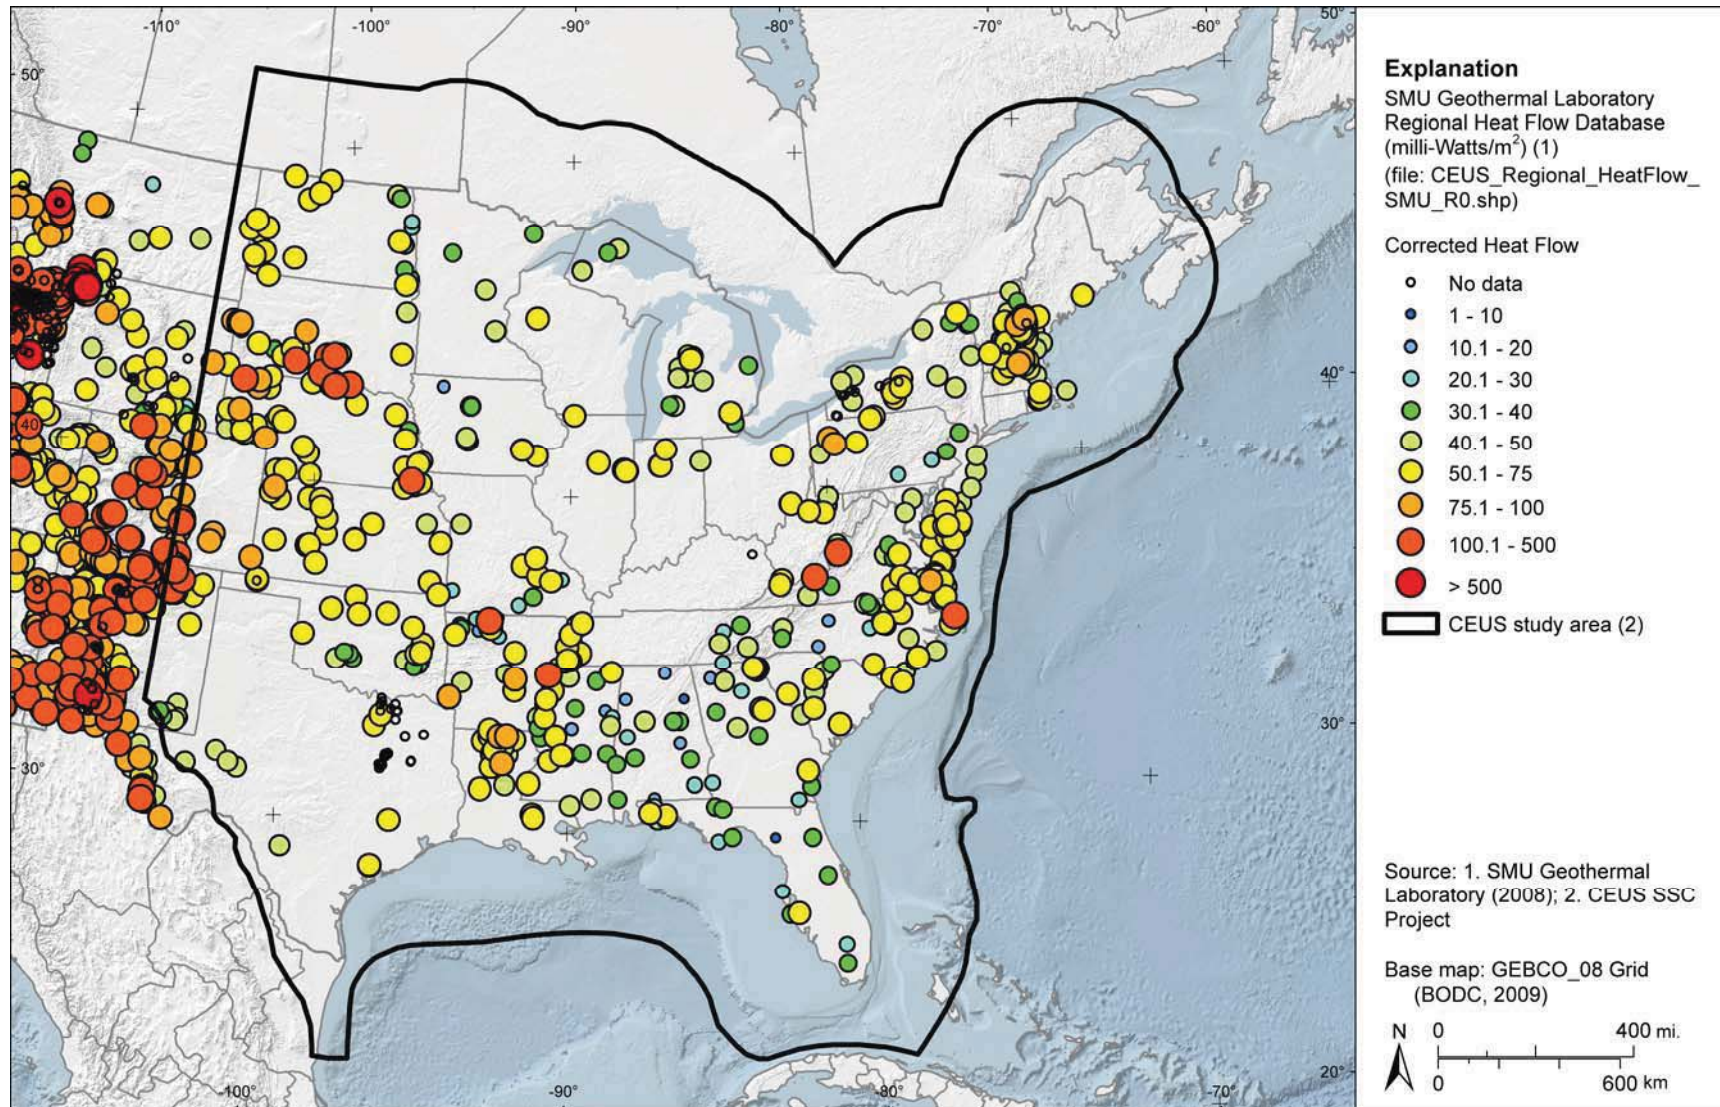 -110°
-100°
-90°
-80°
-70°
-60°
50°
50°
40°
40
40°
30°
30°
20°
-100°
-90°
-80°
-70°
Explanation
SMU Geothermal Laboratory
Regional Heat Flow Database
(milli-Watts/m²) (1)
(file: CEUS_Regional_HeatFlow_
SMU_R0.shp)
Corrected Heat Flow
No data
1 - 10
10.1 - 20
20.1 - 30
30.1 - 40
40.1 - 50
50.1 - 75
75.1 - 100
100.1 - 500
> 500
CEUS study area (2)
Source: 1. SMU Geothermal
Laboratory (2008); 2. CEUS SSC
Project
Base map: GEBCO_08 Grid
(BODC, 2009)
N 0 400 mi.
0 600 km